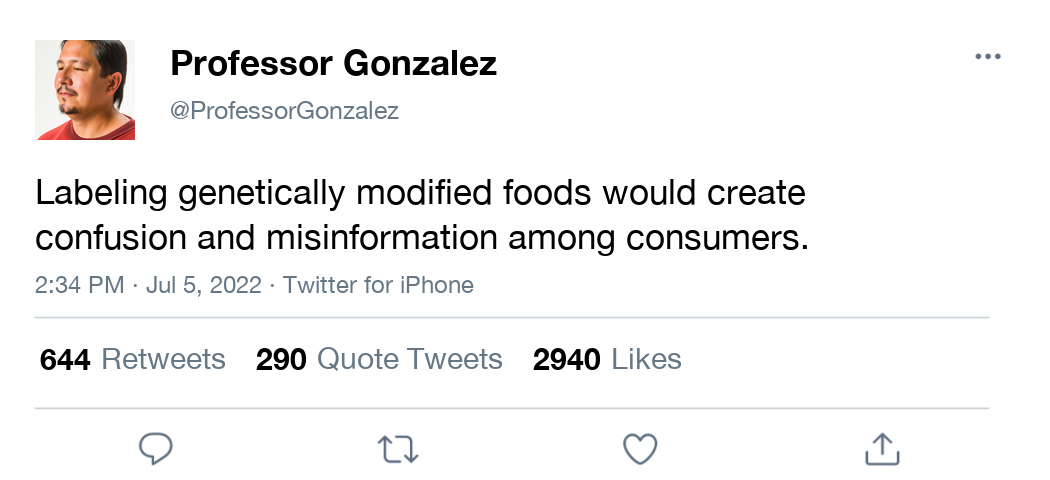 Professor Gonzalez
@ProfessorGonzalez
Labeling genetically modified foods would create
confusion and misinformation among consumers.
2:34 PM · Jul 5, 2022 · Twitter for iPhone
644 Retweets 290 Quote Tweets 2940 Likes